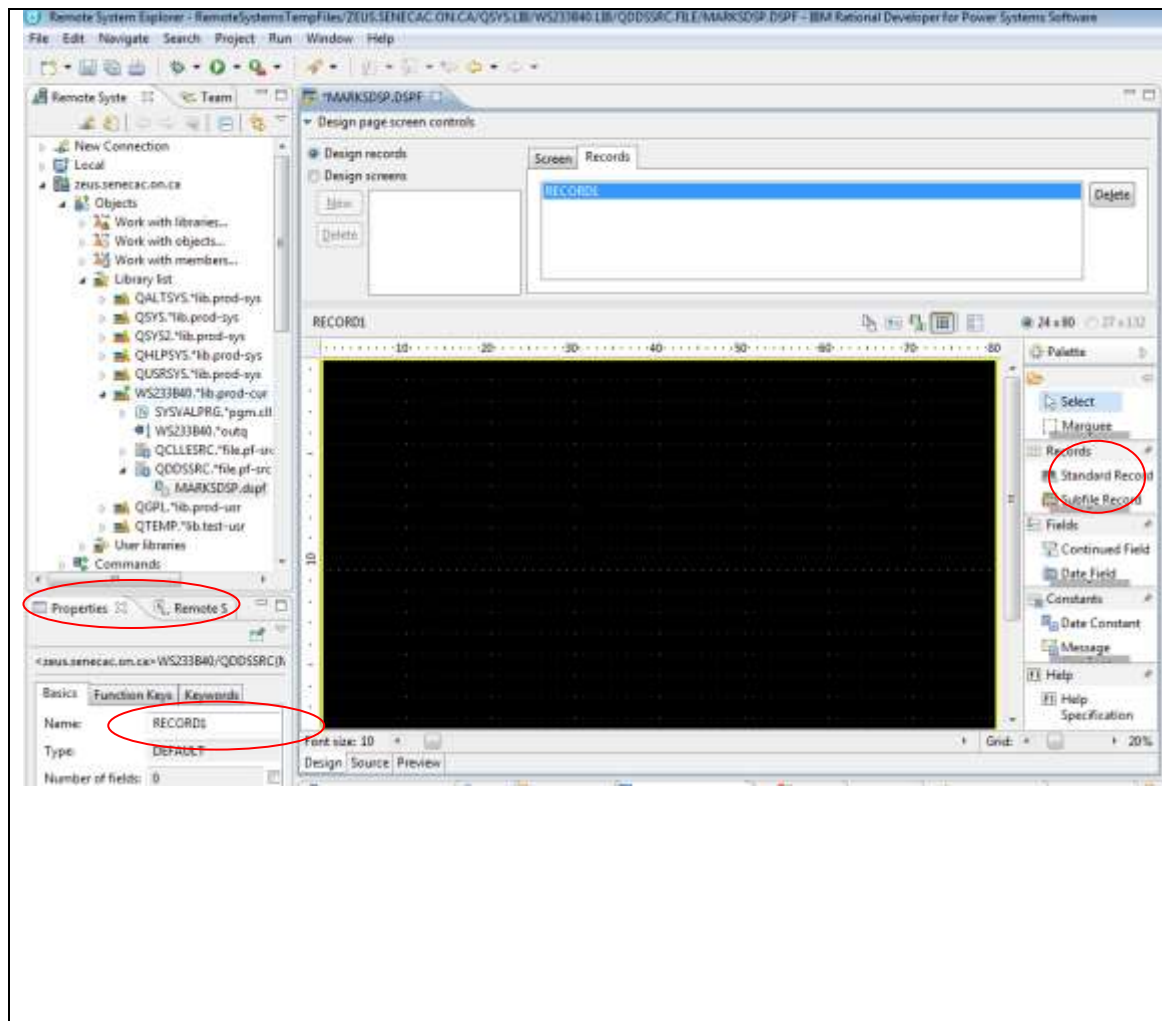 Remote System Explorer - RemoteSystemsTempFiles/ZEUS.SENECAC.ON.CA/QSYS.LIB/WS233B40.LIB/QDDSSRC.FILE/MARKSDSP.DSPF - IBM Rational Developer for Power Systems Software
File Edit Navigate Search Project Run Window Help
Remote Syste Team
*MARKSDSP.DSPF
Design page screen controls
New Connection
Local
zeus.senecac.on.ca
Objects
Work with libraries...
Work with objects...
Work with members...
Library list
QALTSYS.*lib.prod-sys
QSYS.*lib.prod-sys
QSYS2.*lib.prod-sys
QHLPSYS.*lib.prod-sys
QUSRSYS.*lib.prod-sys
WS233B40.*lib.prod-cur
SYSVALPRG.*pgm.cll
WS233B40.*outq
QCLLESRC.*file.pf-src
QDDSSRC.*file.pf-src
MARKSDSP.dspf
QGPL.*lib.prod-usr
QTEMP.*lib.test-usr
User libraries
Commands
Design records
Design screens
New
Delete
Screen Records
RECORD1
Delete
RECORD1
24 x 80 27 x 132
10 20 30 40 50 60 70 80
10
Palette
Select
Marquee
Records
Standard Record
Subfile Record
Fields
Continued Field
Date Field
Constants
Date Constant
Message
Help
Help
Specification
Font size: 10
Grid:
20%
Design Source Preview
Properties Remote S
<zeus.senecac.on.ca> WS233B40/QDDSSRC(M
Basics Function Keys Keywords
Name: RECORD1
Type: DEFAULT
Number of fields: 0